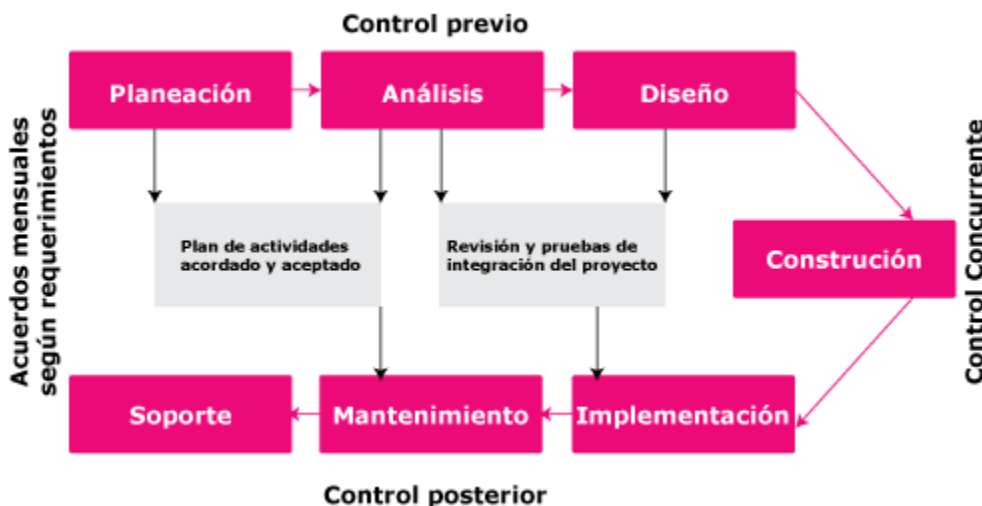 Control previo
Planeación
Análisis
Diseño
Acuerdos mensuales
según requerimientos
Plan de actividades
acordado y aceptado
Revisión y pruebas de
integración del proyecto
Construción
Control Concurrente
Soporte
Mantenimiento
Implementación
Control posterior